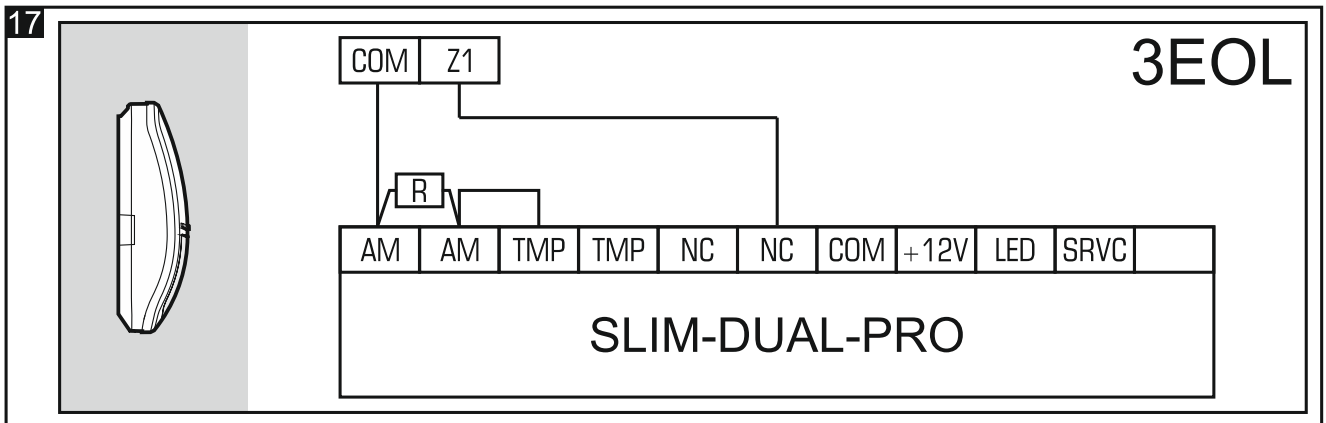 17
3EOL
COM Z1
R
AM AM TMP TMP NC NC COM +12V LED SRVC
SLIM-DUAL-PRO